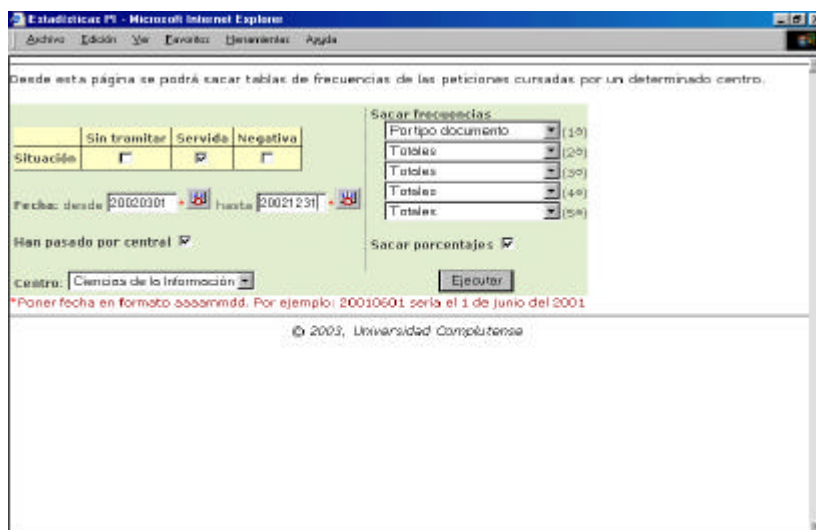 Estadísticas PI - Microsoft Internet Explorer
Archivo Edición Ver Favoritos Herramientas Ayuda
Desde esta página se podrá sacar tablas de frecuencias de las peticiones cursadas por un determinado centro.
Sin tramitar Servida Negativa
Situación
Fecha: desde 20020301 * hasta 20021231 *
Han pasado por central
Centro: Ciencias de la Información
Sacar frecuencias
Por tipo documento (1º)
Totales (2º)
Totales (3º)
Totales (4º)
Totales (5º)
Sacar porcentajes
Ejecutar
*Poner fecha en formato aaaammdd. Por ejemplo: 20010601 sería el 1 de junio del 2001
© 2003, Universidad Complutense